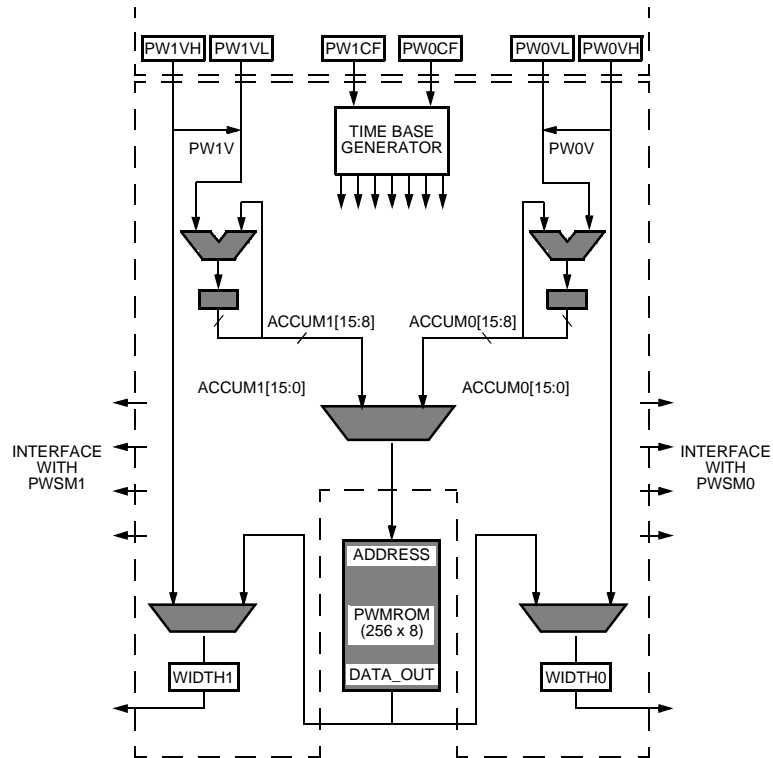 PW1VH PW1VL PW1CF PW0CF PW0VL PW0VH
TIME BASE
GENERATOR
PW1V
PW0V
ACCUM1[15:8]
ACCUM0[15:8]
ACCUM1[15:0]
ACCUM0[15:0]
INTERFACE
WITH
PWSM1
INTERFACE
WITH
PWSM0
ADDRESS
PWMROM
(256 x 8)
DATA_OUT
WIDTH1
WIDTH0